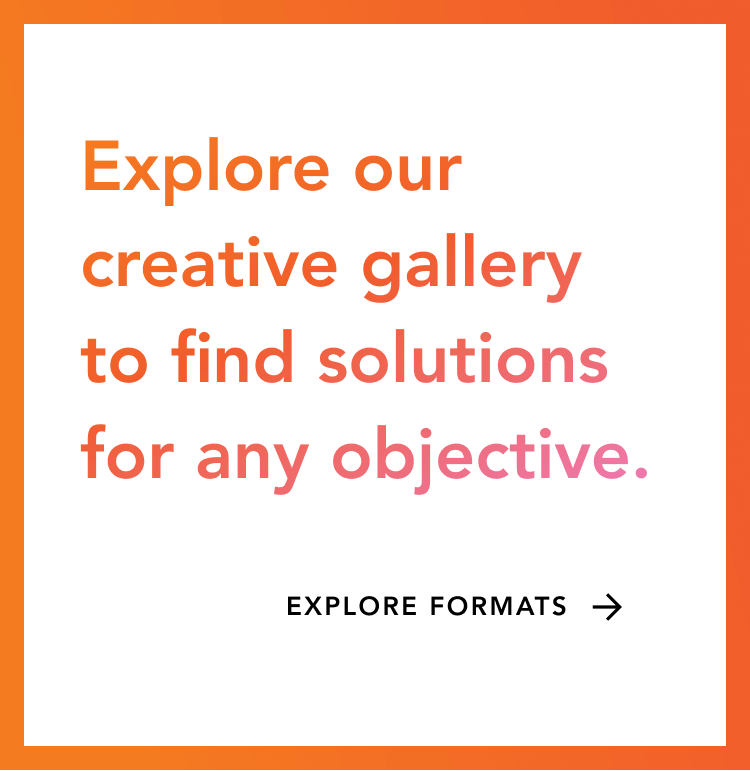 Explore our
creative gallery
to find solutions
for any objective.
EXPLORE FORMATS →